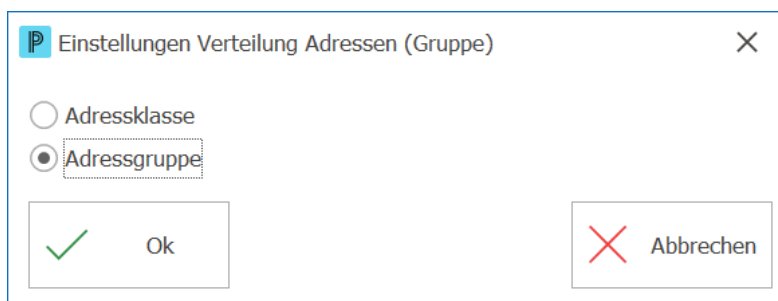 Einstellungen Verteilung Adressen (Gruppe)
Adressklasse
Adressgruppe
Ok
Abbrechen